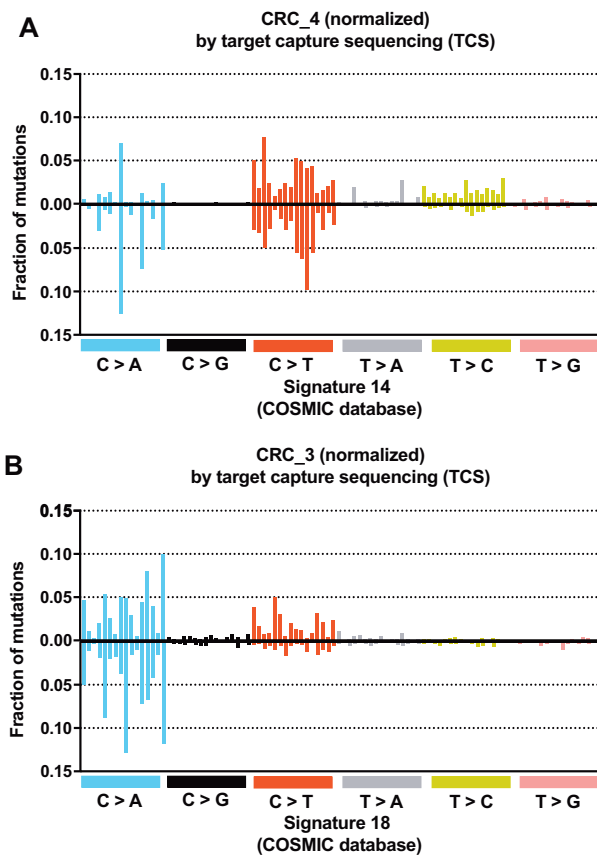 A
CRC_4 (normalized)
by target capture sequencing (TCS)
Fraction of mutations
0.15
0.10
0.05
0.00
0.05
0.10
0.15
C > A C > G C > T T > A T > C T > G
Signature 14
(COSMIC database)
B
CRC_3 (normalized)
by target capture sequencing (TCS)
Fraction of mutations
0.15
0.10
0.05
0.00
0.05
0.10
0.15
C > A C > G C > T T > A T > C T > G
Signature 18
(COSMIC database)